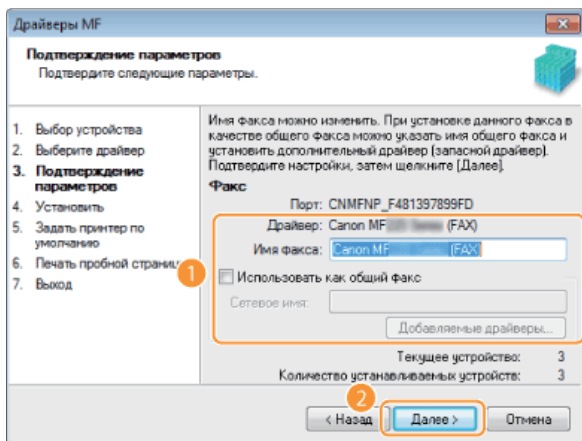 Драйверы MF
Подтверждение параметров
Подтвердите следующие параметры.
1. Выбор устройства
2. Выберите драйвер
3. Подтверждение
параметров
4. Установить
5. Задать принтер по
умолчанию
6. Печать пробной страницы
7. Выход
Имя факса можно изменить. При установке данного факса в
качестве общего факса можно указать имя общего факса и
установить дополнительный драйвер (запасной драйвер).
Подтвердите настройки, затем щелкните [Далее].
Факс
Порт: CNMFNP_F481397899FD
Драйвер: Canon MF (FAX)
Имя факса: Canon MF (FAX)
1
Использовать как общий факс
Сетевое имя:
Добавляемые драйверы...
Текущее устройство: 3
Количество устанавливаемых устройств: 3
2
< Назад
Далее >
Отмена